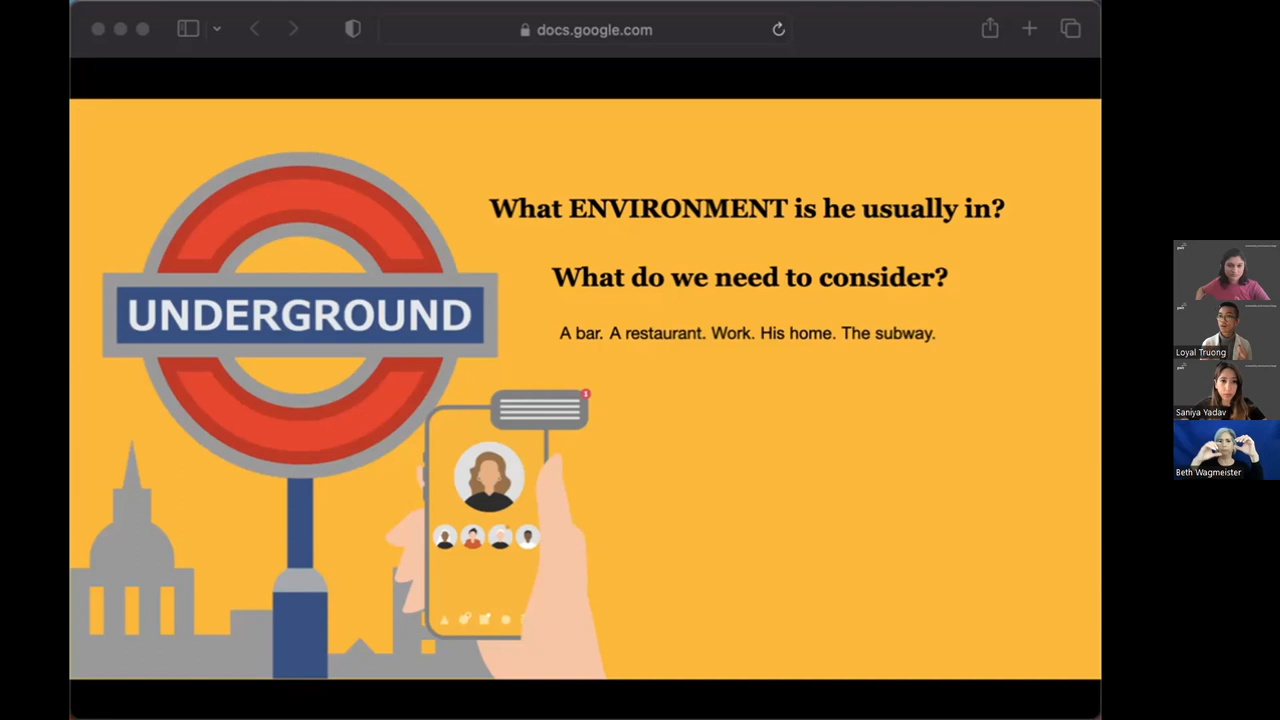 docs.google.com
What ENVIRONMENT is he usually in?
What do we need to consider?
A bar. A restaurant. Work. His home. The subway.
UNDERGROUND
1
Loyal Truong
Saniya Yadav
Beth Wagmeister